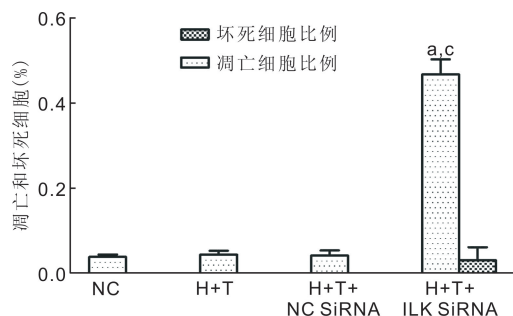 0.6
0.4
0.2
0.0
凋亡和坏死细胞(%)
坏死细胞比例
凋亡细胞比例
a,c
NC
H+T
H+T+
NC SiRNA
H+T+
ILK SiRNA